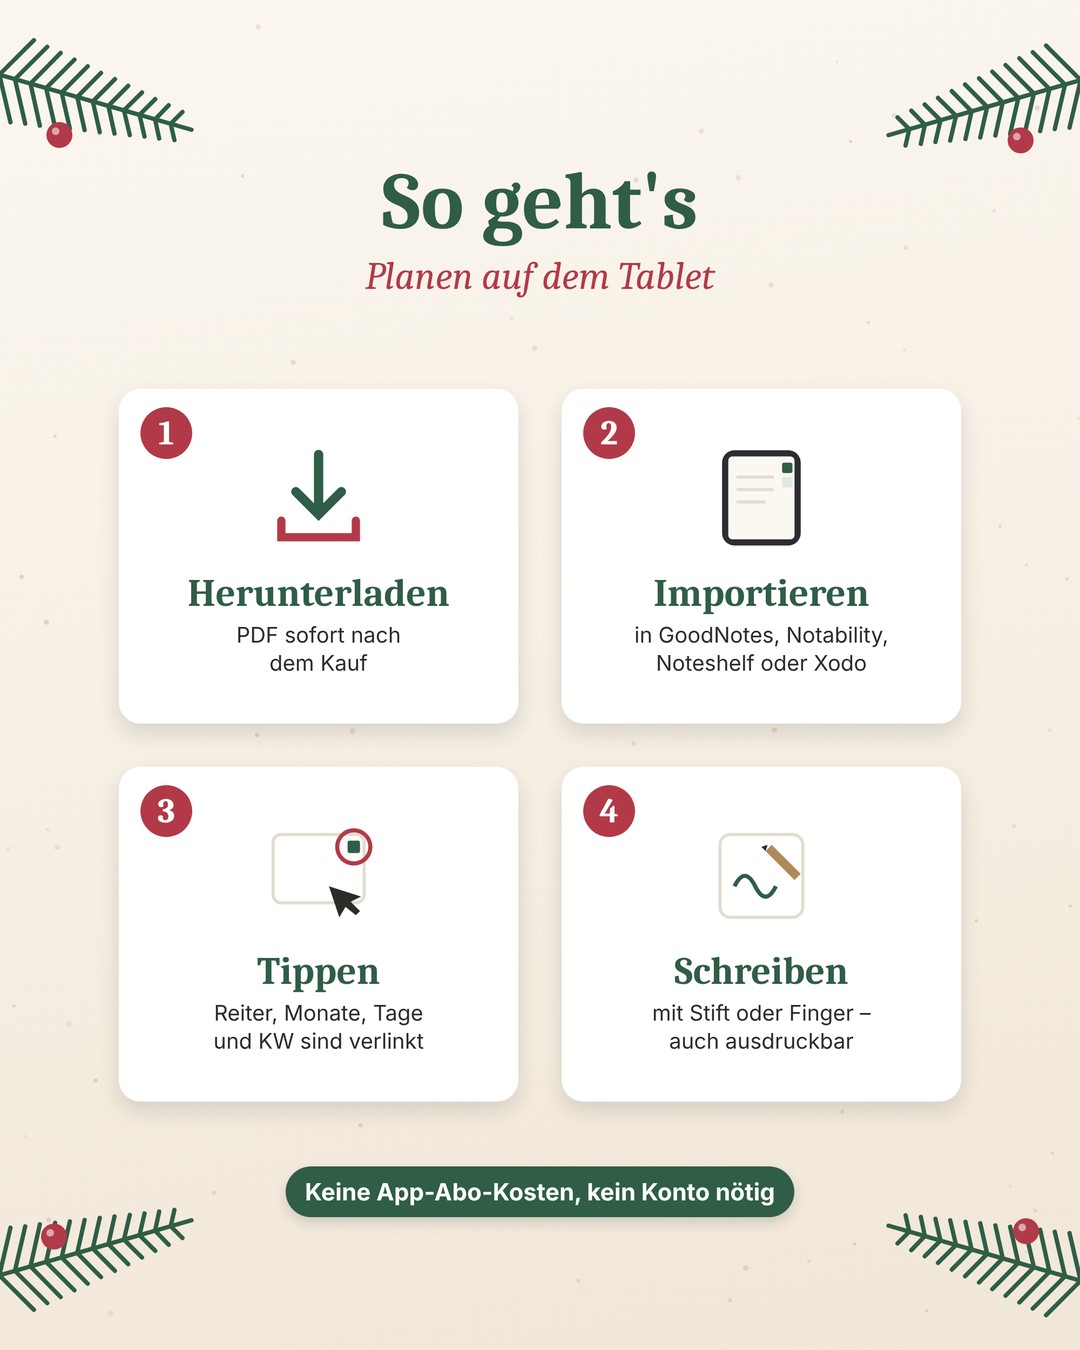 So geht's
Planen auf dem Tablet
1
Herunterladen
PDF sofort nach
dem Kauf
2
Importieren
in GoodNotes, Notability,
Noteshelf oder Xodo
3
Tippen
Reiter, Monate, Tage
und KW sind verlinkt
4
Schreiben
mit Stift oder Finger –
auch ausdruckbar
Keine App-Abo-Kosten, kein Konto nötig